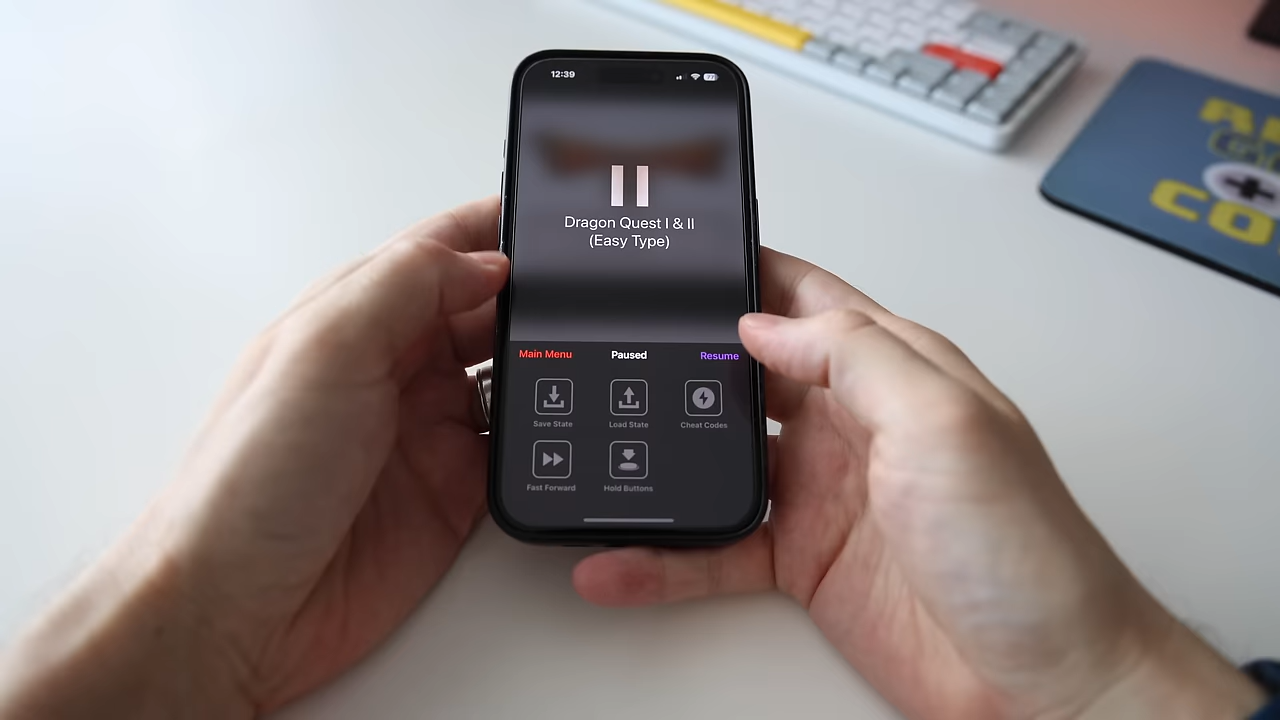 12:39
77
Dragon Quest I & II
(Easy Type)
Main Menu
Paused
Resume
Save State
Load State
Cheat Codes
Fast Forward
Hold Buttons